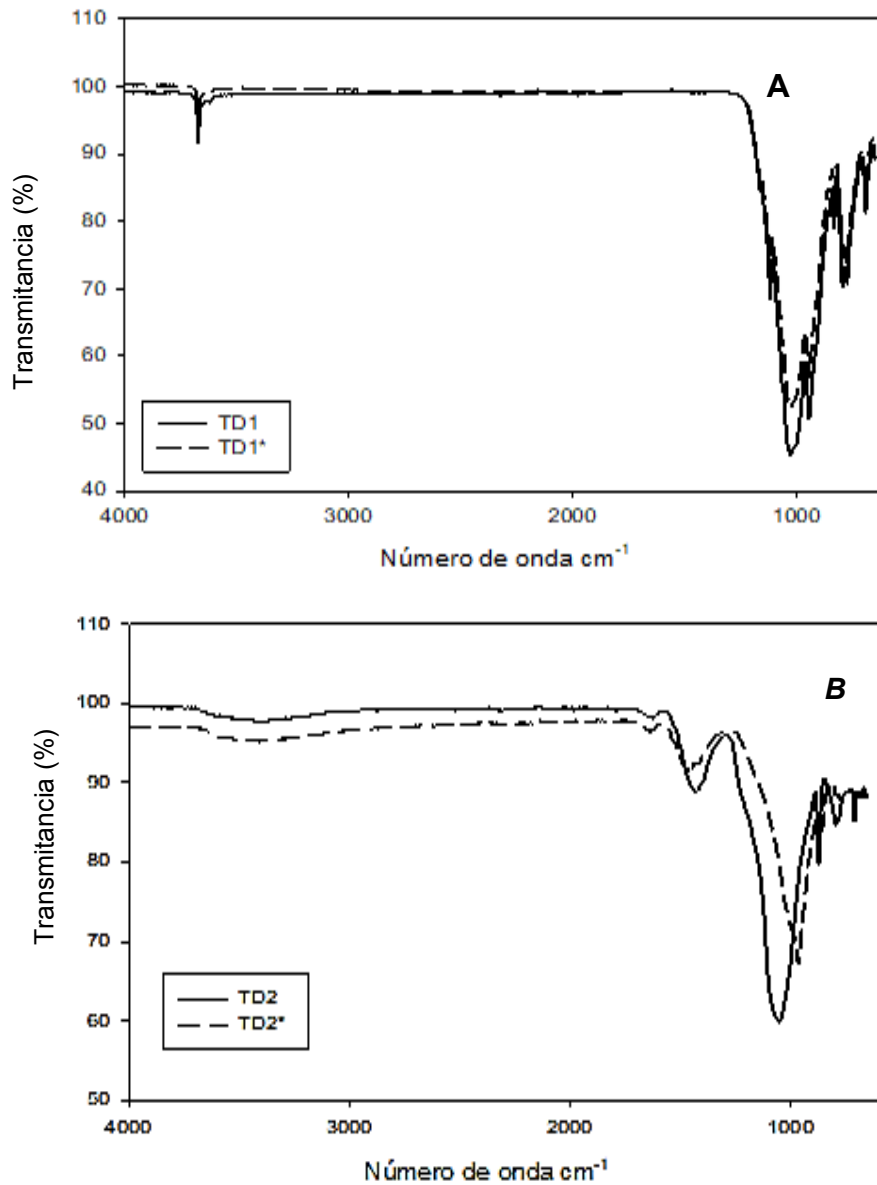 110
A
100
90
80
70
60
50
40
Transmitancia (%)
TD1
TD1*
4000 3000 2000 1000
Número de onda cm⁻¹
110
B
100
90
80
70
60
50
Transmitancia (%)
TD2
TD2*
4000 3000 2000 1000
Número de onda cm⁻¹